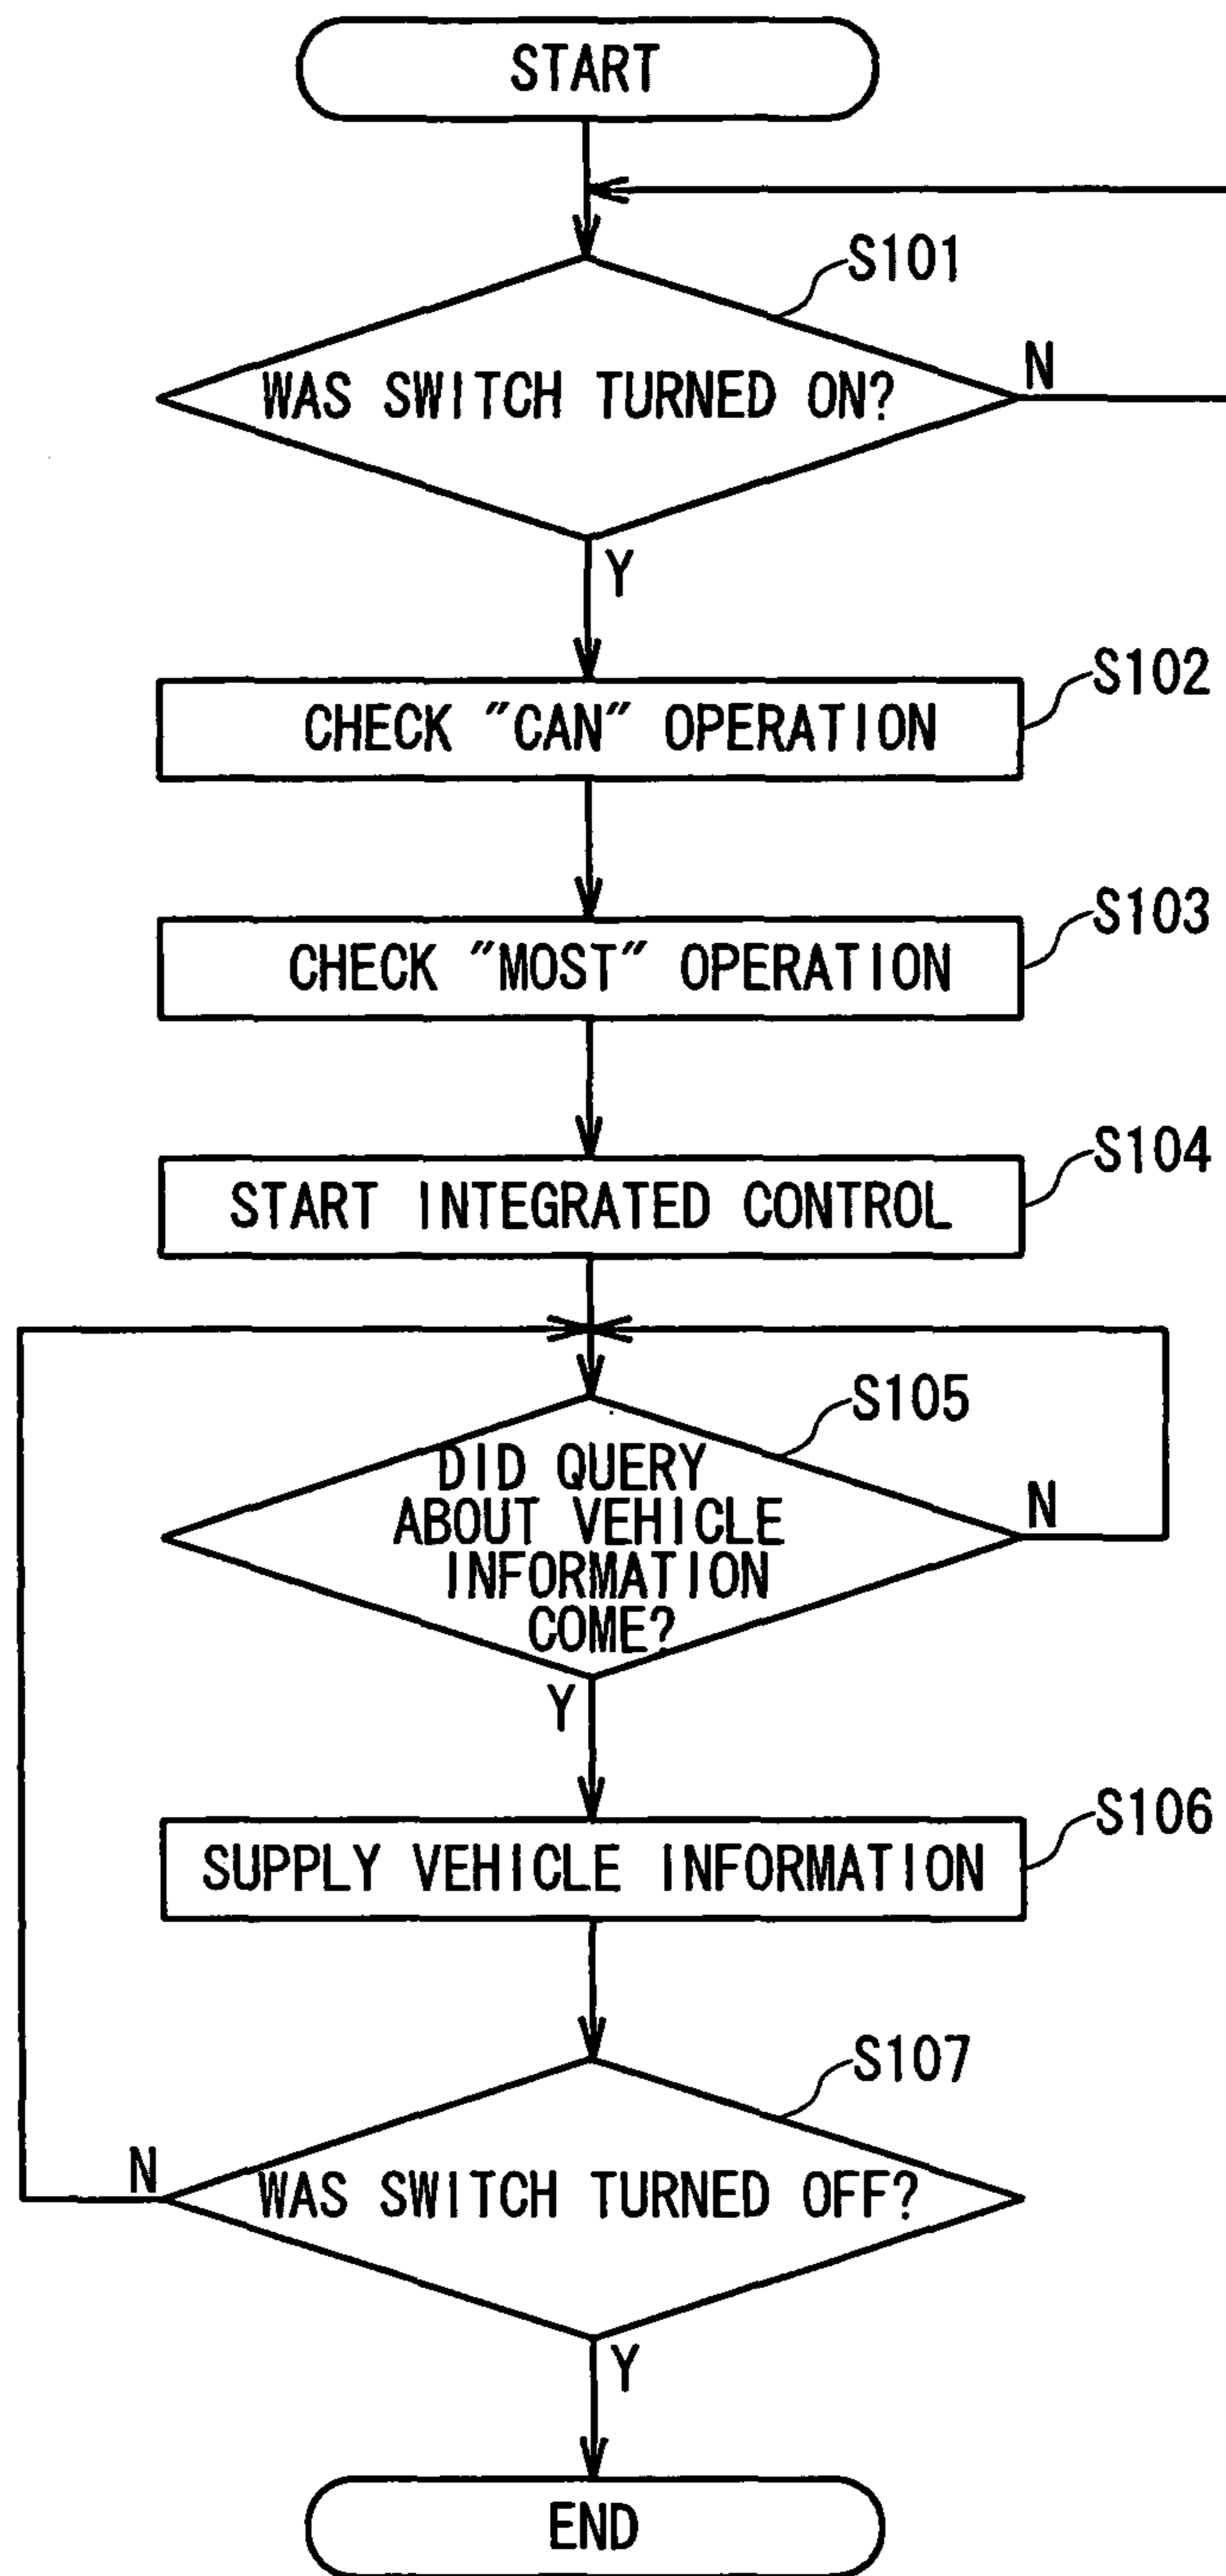 START
S101
WAS SWITCH TURNED ON?
N
Y
S102
CHECK "CAN" OPERATION
S103
CHECK "MOST" OPERATION
S104
START INTEGRATED CONTROL
S105
DID QUERY
ABOUT VEHICLE
INFORMATION
COME?
N
Y
S106
SUPPLY VEHICLE INFORMATION
S107
N
WAS SWITCH TURNED OFF?
Y
END